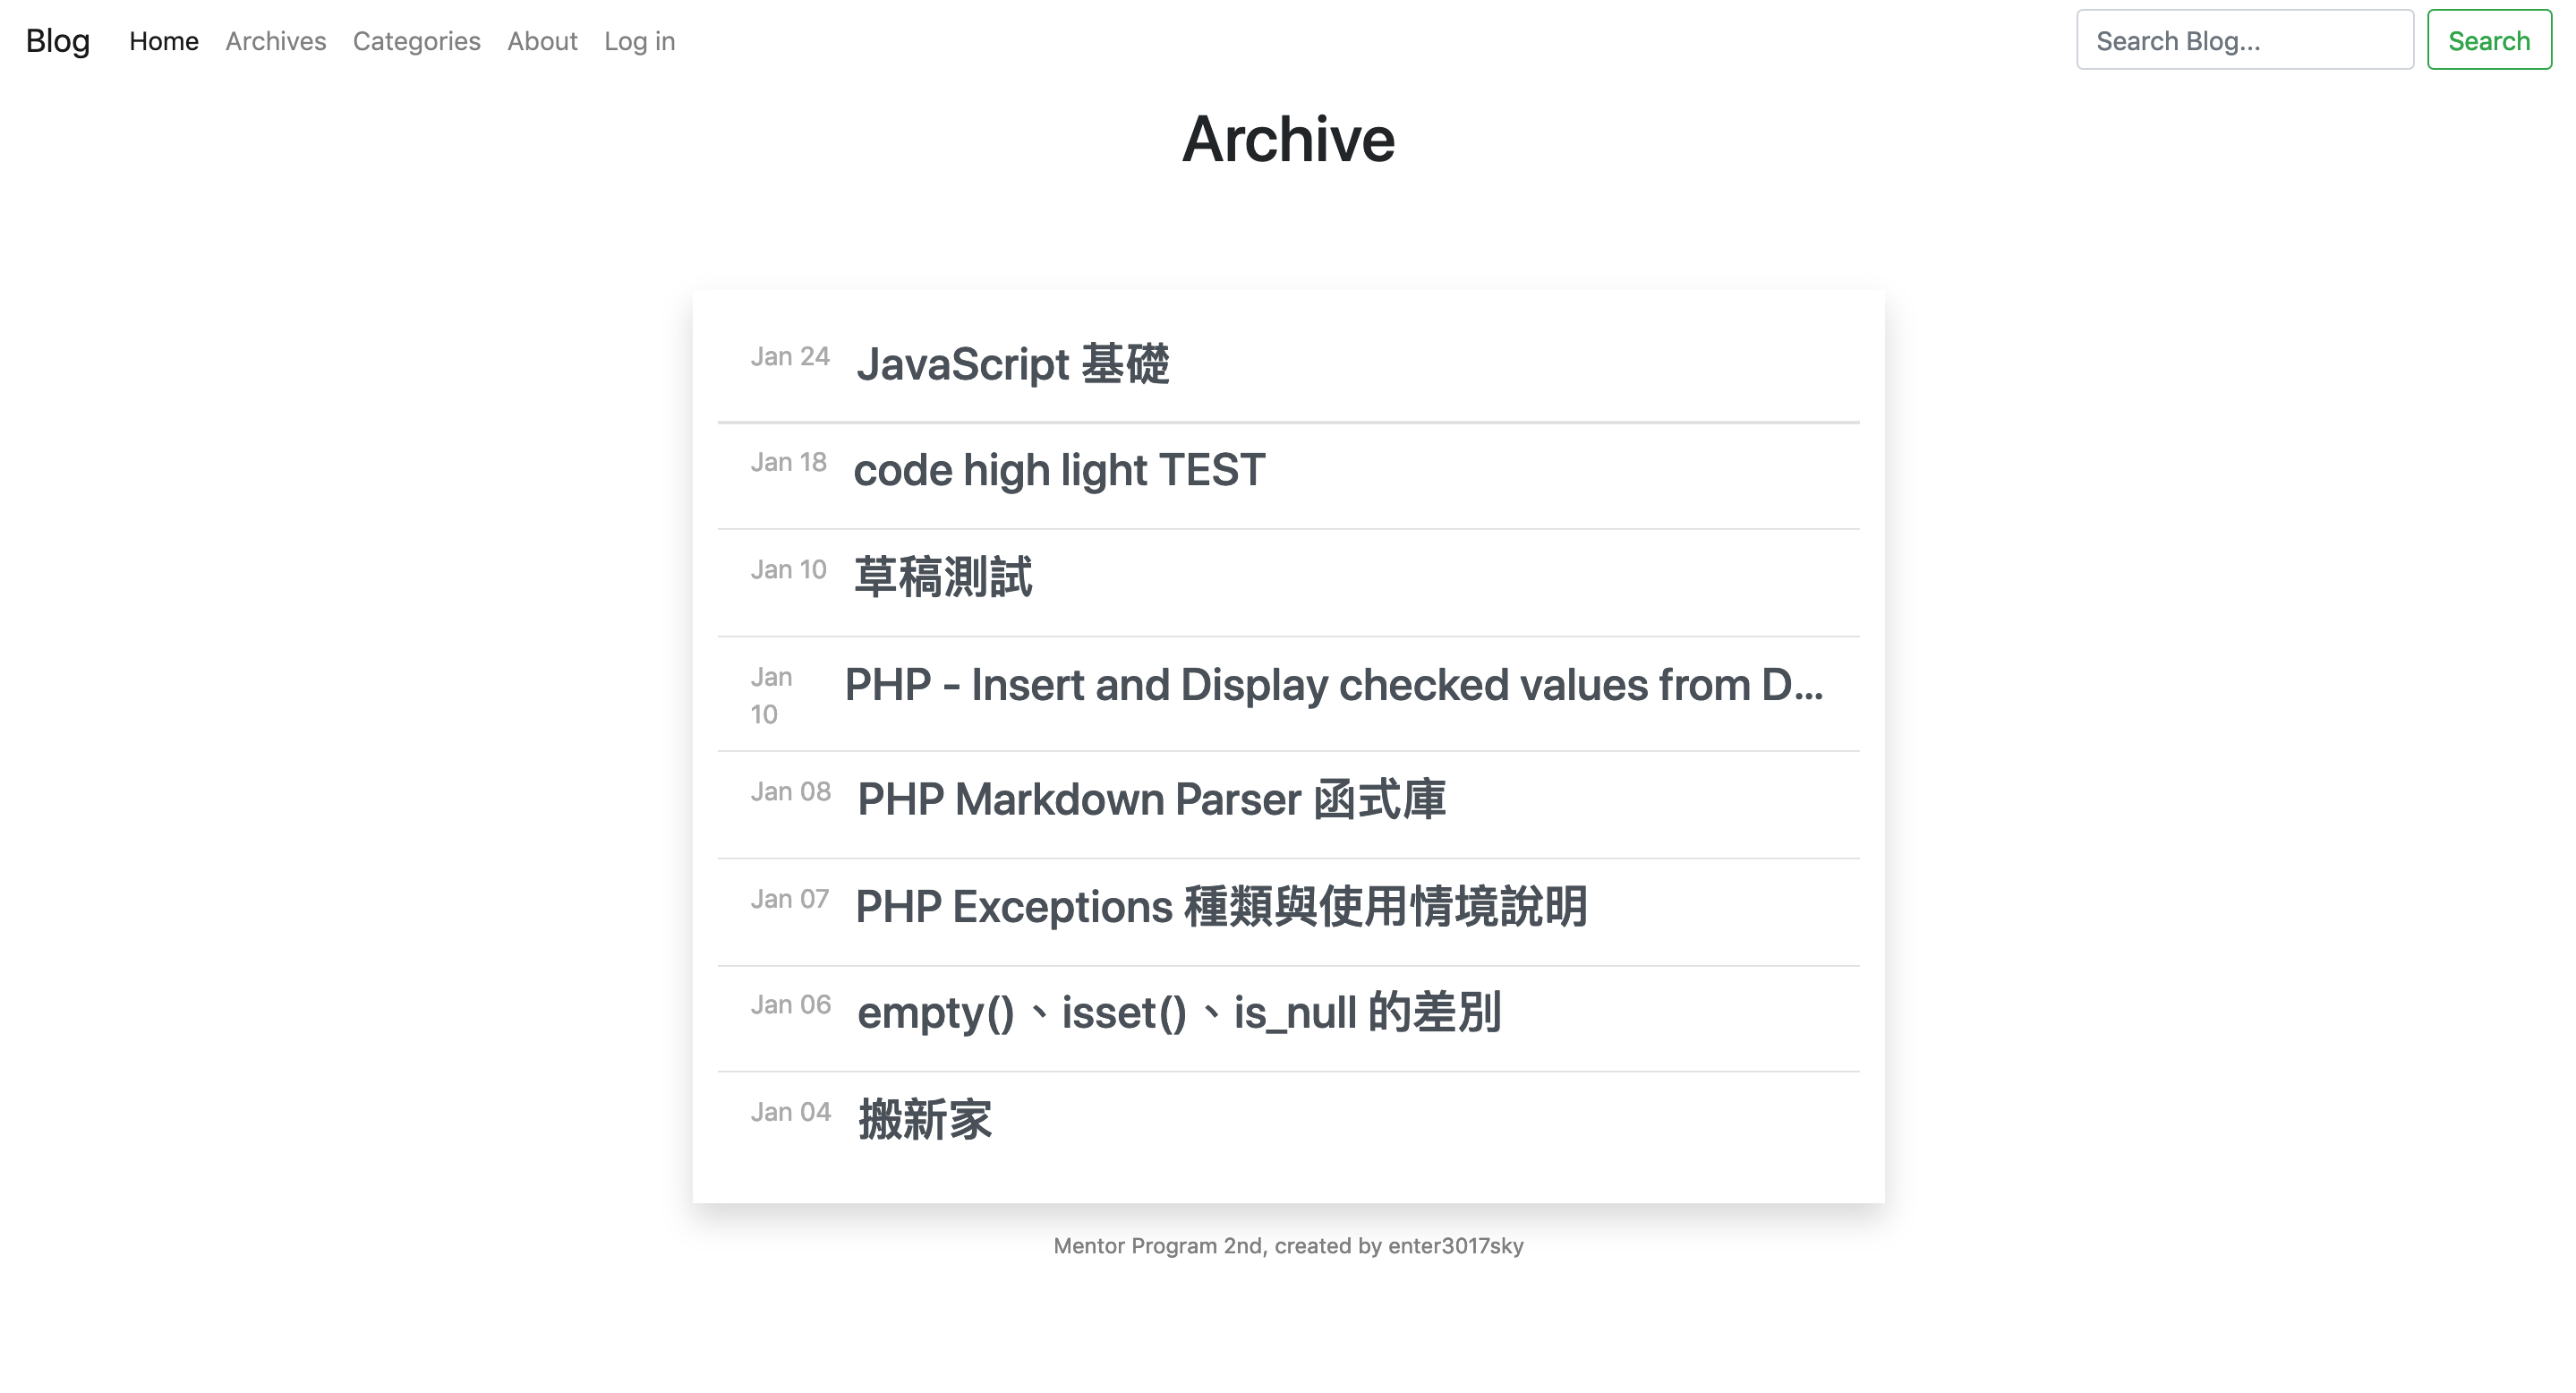 Blog Home Archives Categories About Log in Search Blog... Search
Archive
Jan 24 JavaScript 基礎
Jan 18 code high light TEST
Jan 10 草稿測試
Jan 10 PHP - Insert and Display checked values from D...
Jan 08 PHP Markdown Parser 函式庫
Jan 07 PHP Exceptions 種類與使用情境說明
Jan 06 empty()、isset()、is_null 的差別
Jan 04 搬新家
Mentor Program 2nd, created by enter3017sky